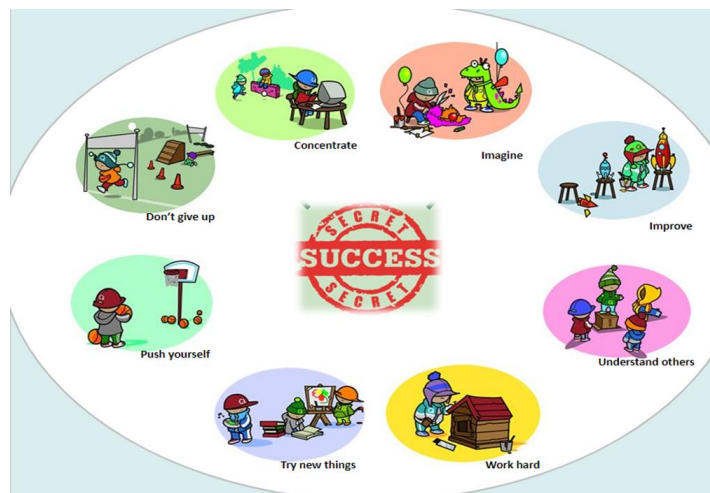 Concentrate
Imagine
Don't give up
Improve
SECRET
SUCCESS
SECRET
Push yourself
Understand others
Try new things
Work hard